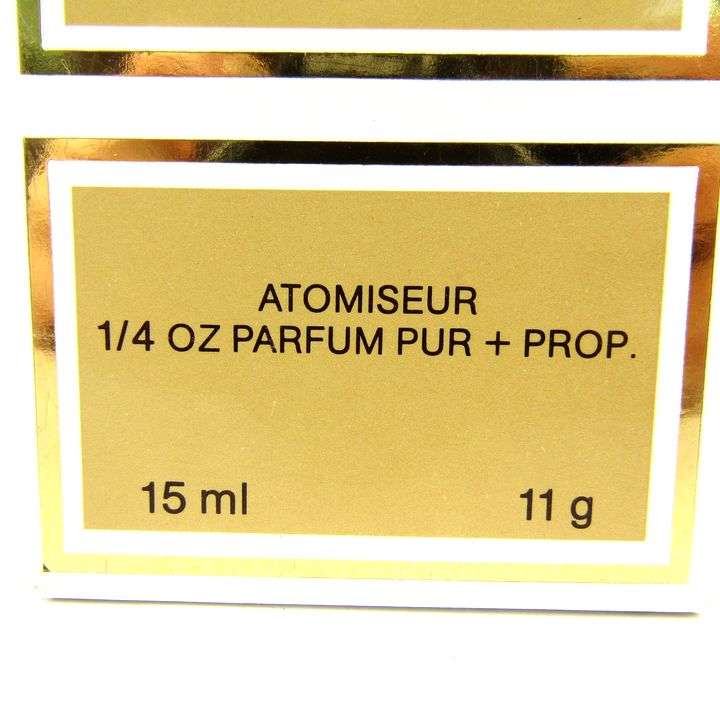 ATOMISEUR
1/4 OZ PARFUM PUR + PROP.
15 ml 11 g